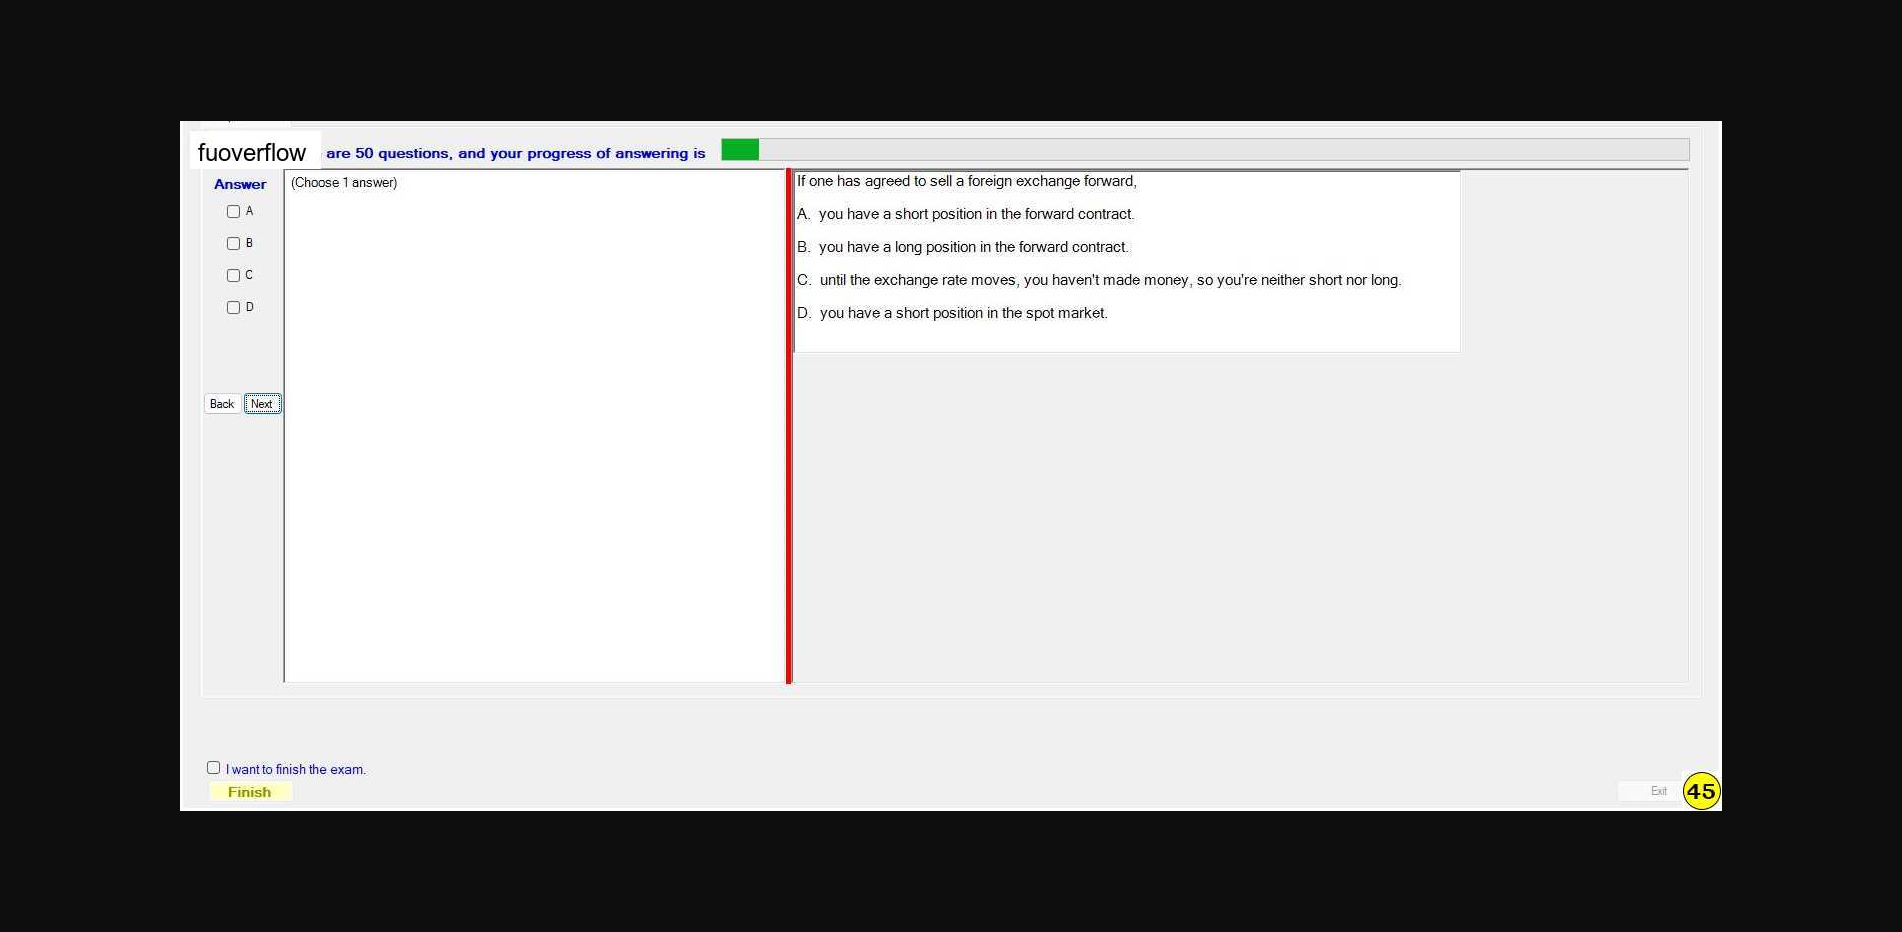 fuoverflow are 50 questions, and your progress of answering is
Answer
A
B
C
D
Back Next
(Choose 1 answer)
If one has agreed to sell a foreign exchange forward,
A. you have a short position in the forward contract.
B. you have a long position in the forward contract.
C. until the exchange rate moves, you haven't made money, so you're neither short nor long.
D. you have a short position in the spot market.
I want to finish the exam.
Finish
Exit
45